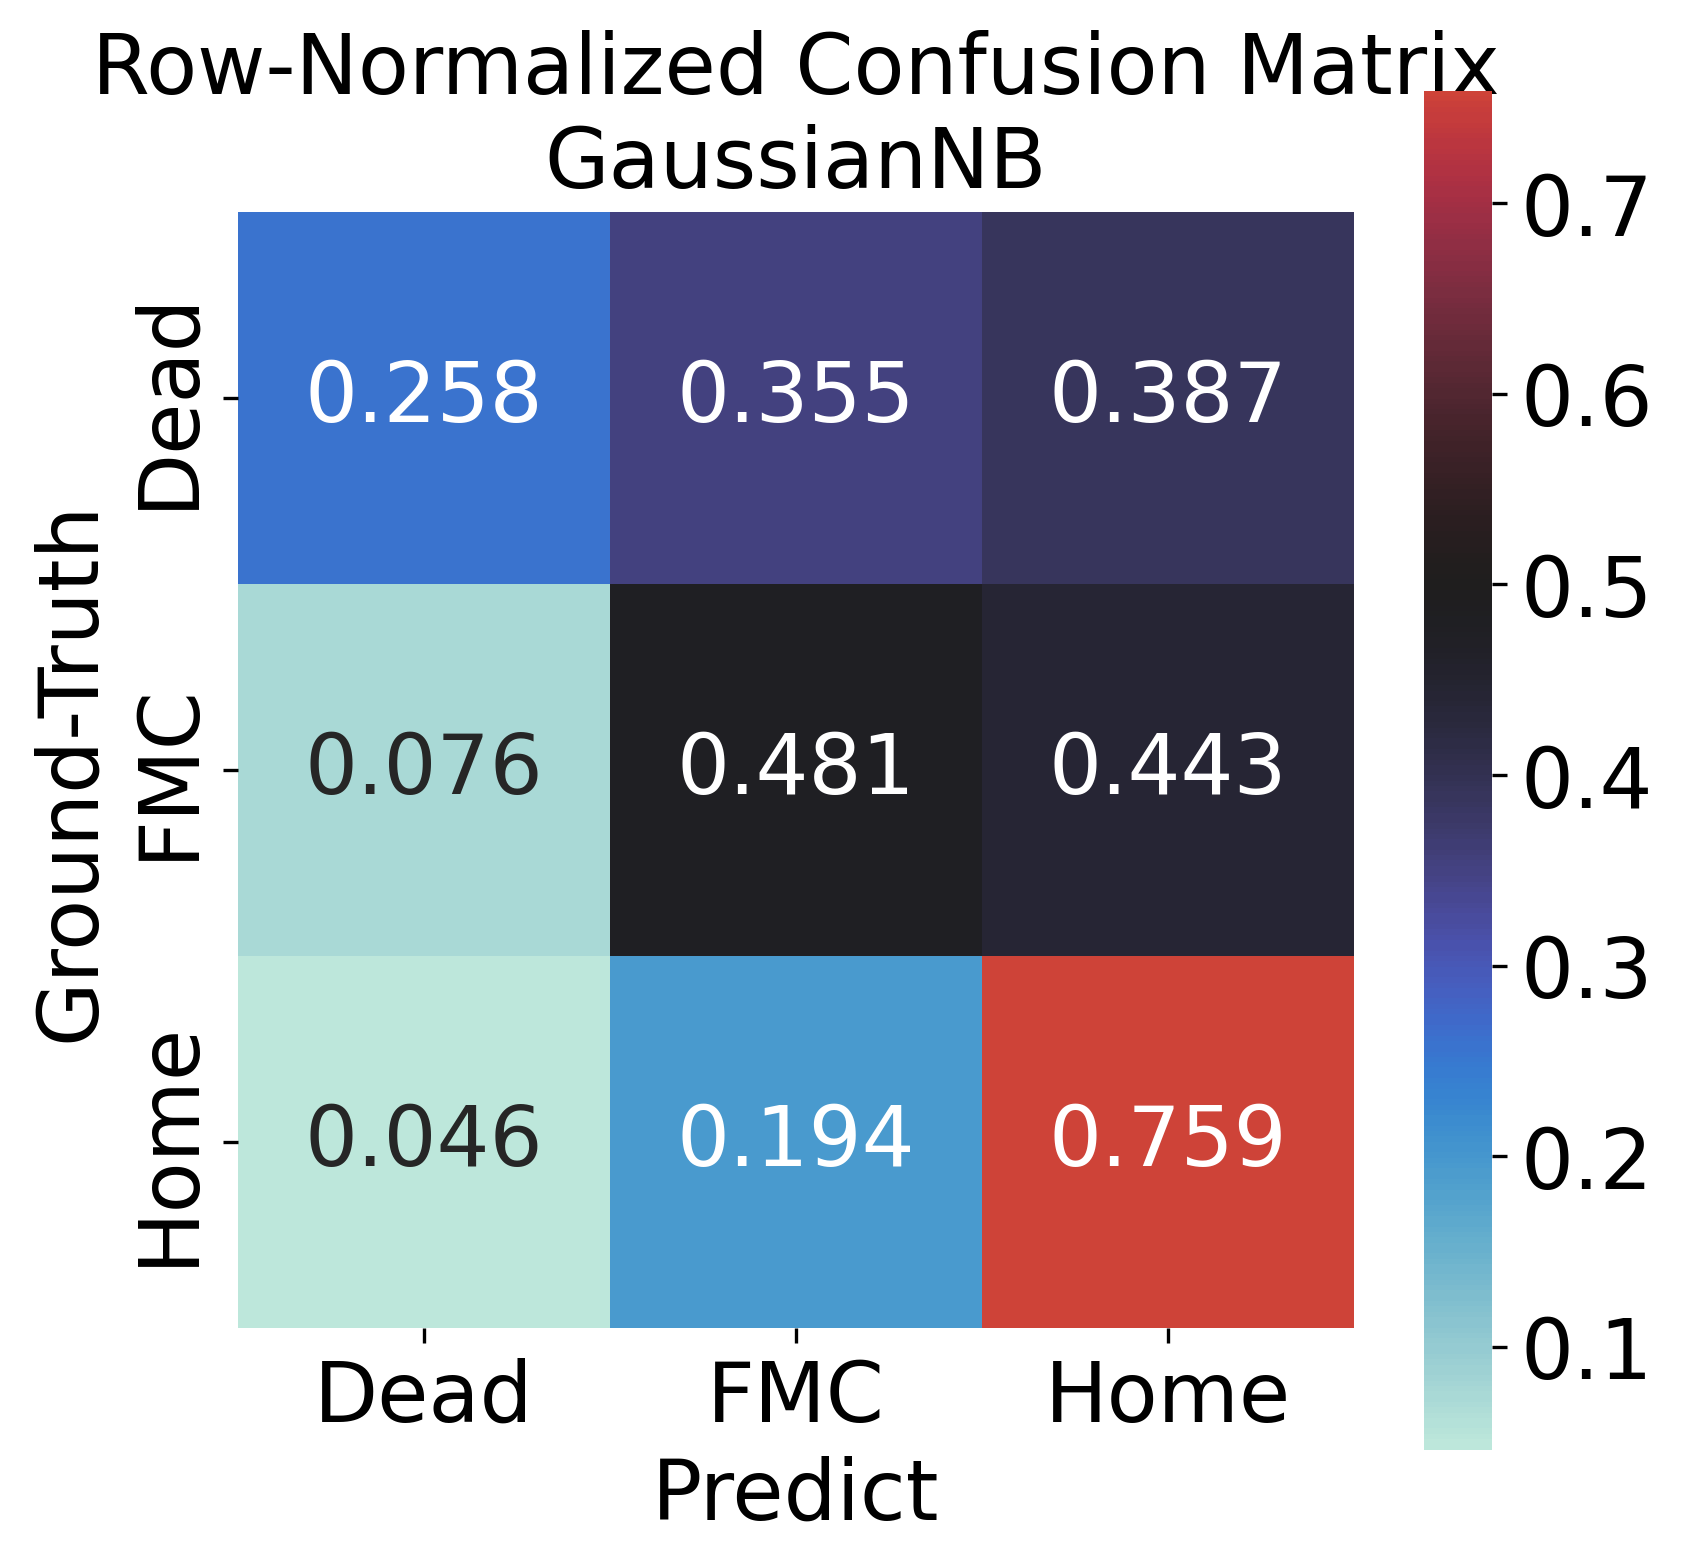 Row-Normalized Confusion Matrix
GaussianNB
Ground-Truth
Dead
0.258 0.355 0.387
FMC
0.076 0.481 0.443
Home
0.046 0.194 0.759
Dead FMC Home
Predict
0.7
0.6
0.5
0.4
0.3
0.2
0.1